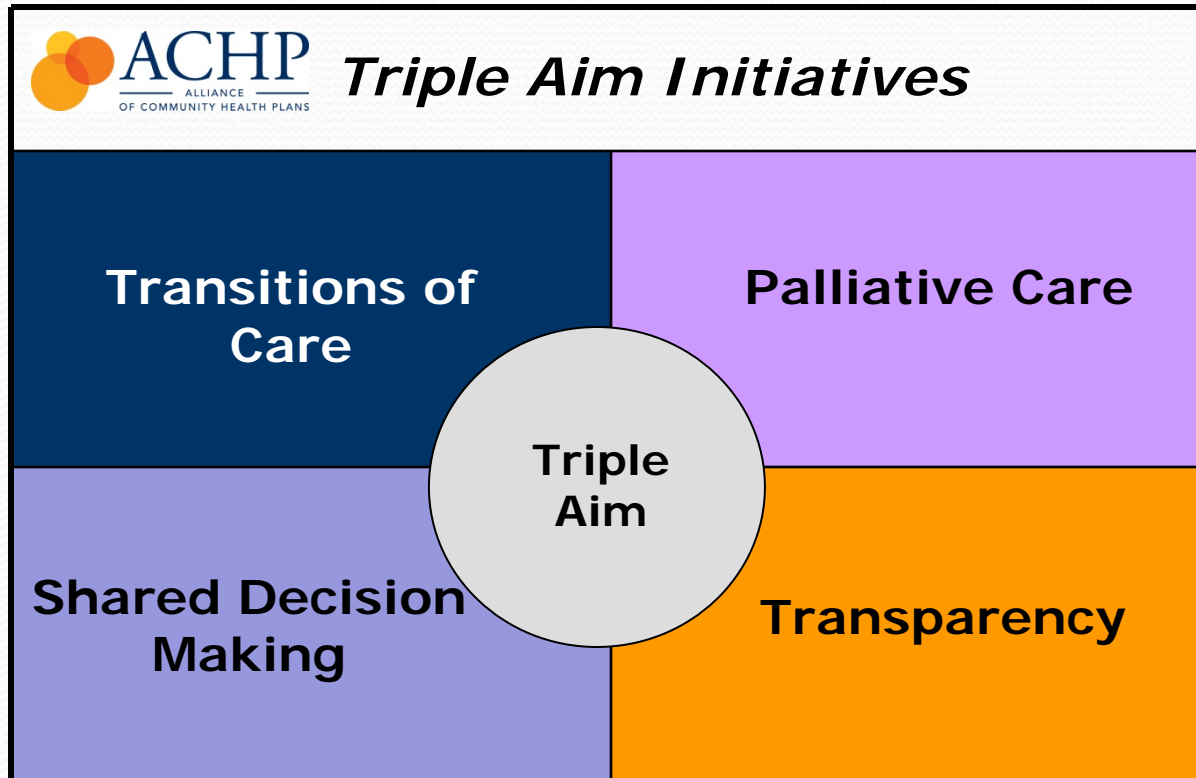 ACHP
ALLIANCE
OF COMMUNITY HEALTH PLANS
Triple Aim Initiatives
Transitions of
Care
Palliative Care
Triple
Aim
Shared Decision
Making
Transparency